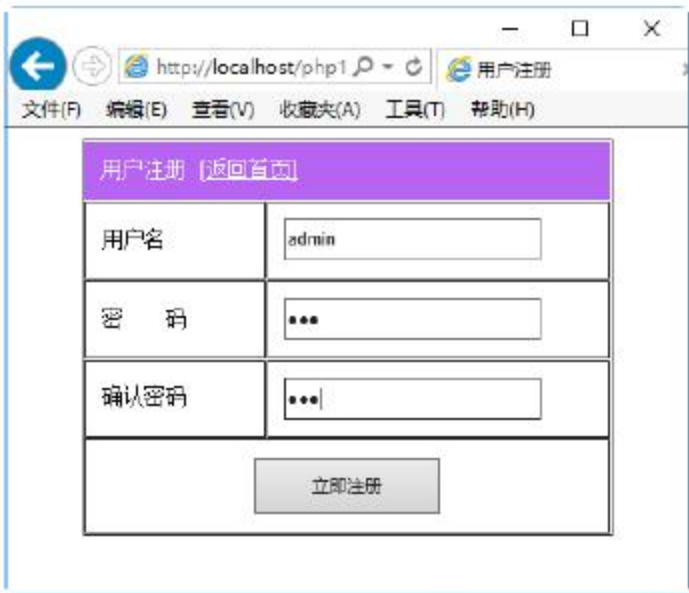 http://localhost/php1
用户注册
文件(F) 编辑(E) 查看(V) 收藏夹(A) 工具(T) 帮助(H)
用户注册 [返回首页]
用户名 admin
密 码 •••
确认密码 •••
立即注册